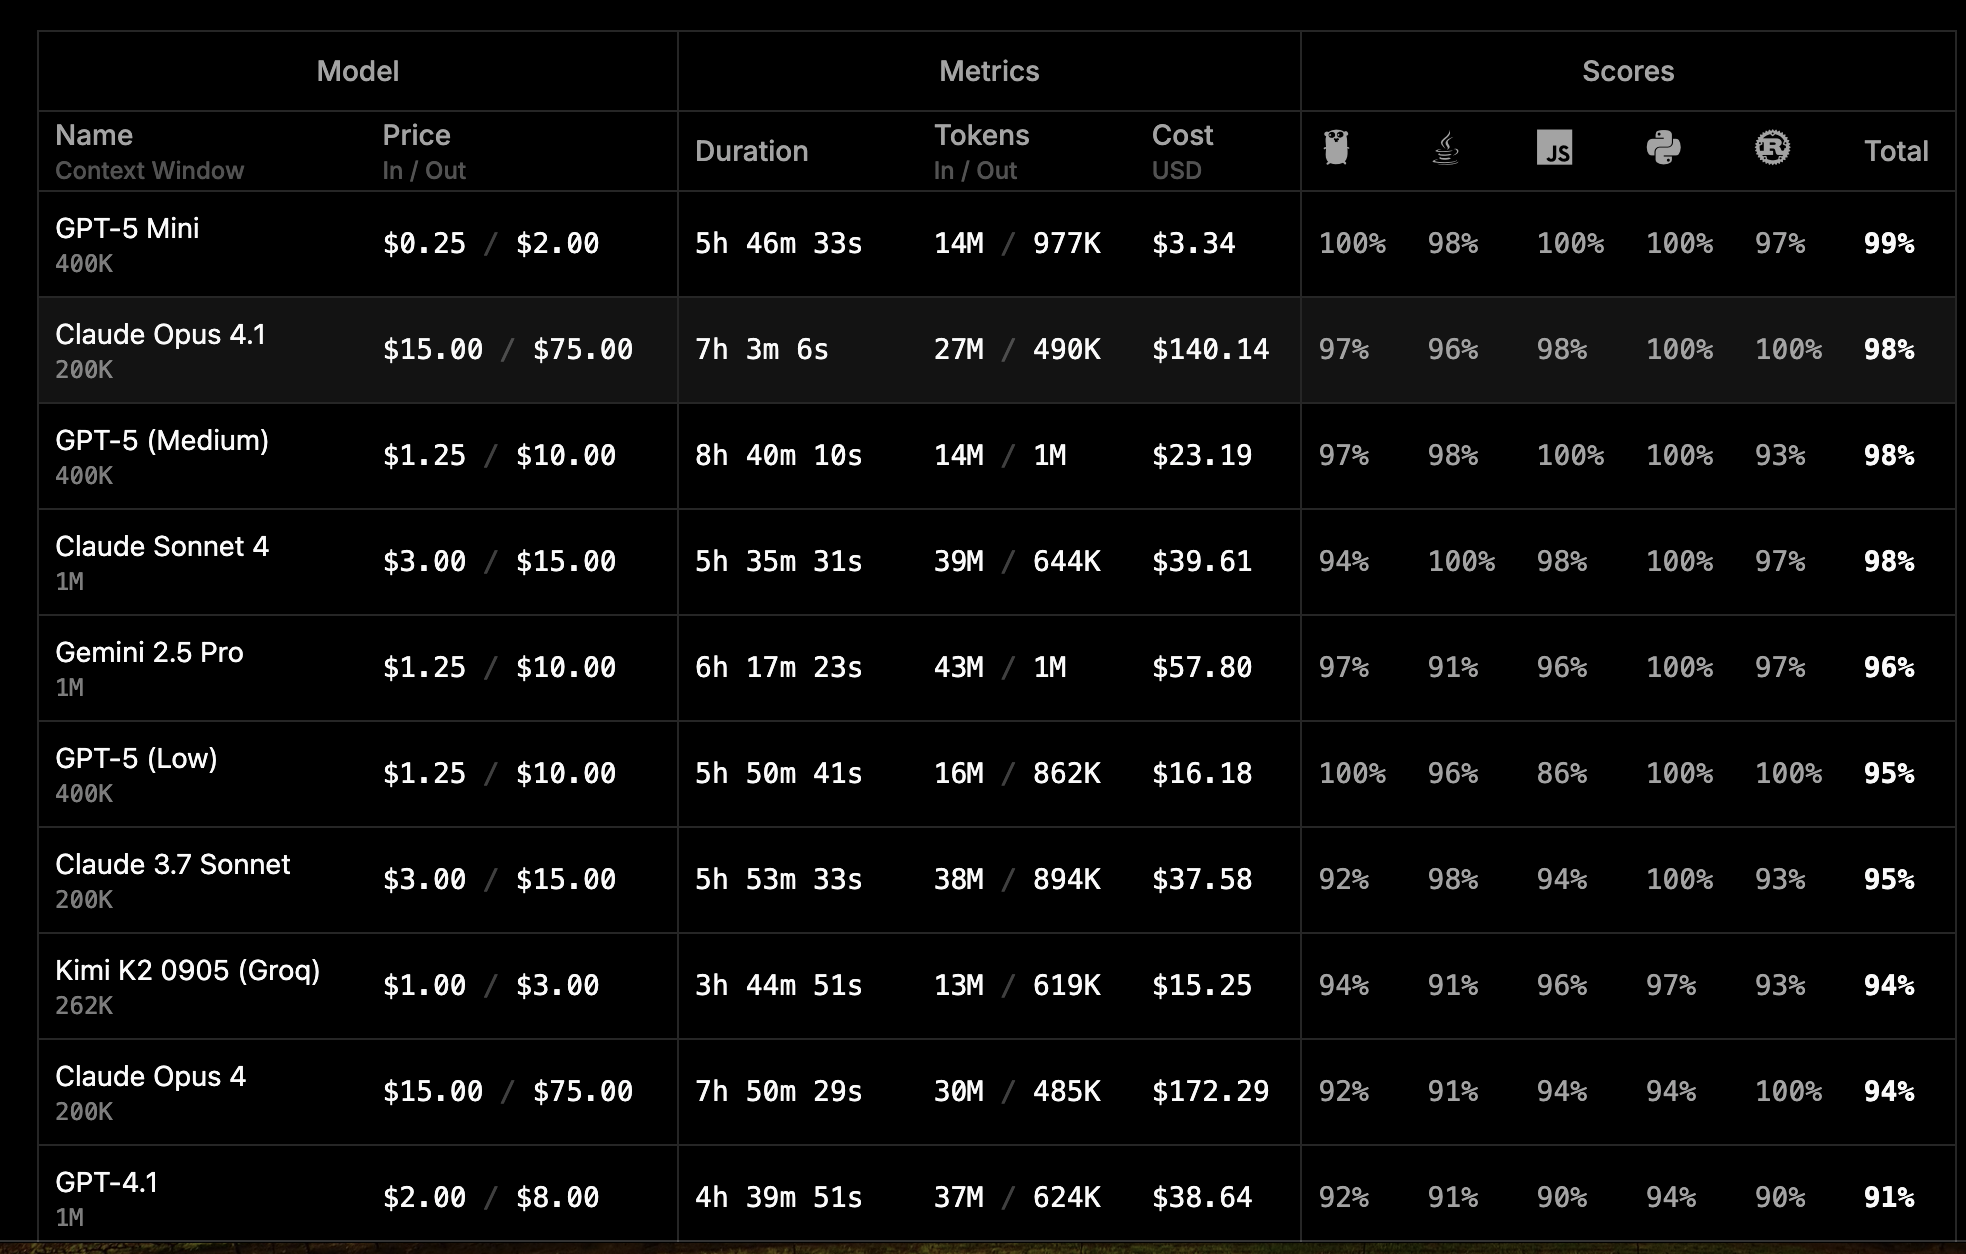 Model Metrics Scores
Name Price Duration Tokens Cost JS R Total
Context Window In / Out In / Out USD
GPT-5 Mini $0.25 / $2.00 5h 46m 33s 14M / 977K $3.34 100% 98% 100% 100% 97% 99%
400K
Claude Opus 4.1 $15.00 / $75.00 7h 3m 6s 27M / 490K $140.14 97% 96% 98% 100% 100% 98%
200K
GPT-5 (Medium) $1.25 / $10.00 8h 40m 10s 14M / 1M $23.19 97% 98% 100% 100% 93% 98%
400K
Claude Sonnet 4 $3.00 / $15.00 5h 35m 31s 39M / 644K $39.61 94% 100% 98% 100% 97% 98%
1M
Gemini 2.5 Pro $1.25 / $10.00 6h 17m 23s 43M / 1M $57.80 97% 91% 96% 100% 97% 96%
1M
GPT-5 (Low) $1.25 / $10.00 5h 50m 41s 16M / 862K $16.18 100% 96% 86% 100% 100% 95%
400K
Claude 3.7 Sonnet $3.00 / $15.00 5h 53m 33s 38M / 894K $37.58 92% 98% 94% 100% 93% 95%
200K
Kimi K2 0905 (Groq) $1.00 / $3.00 3h 44m 51s 13M / 619K $15.25 94% 91% 96% 97% 93% 94%
262K
Claude Opus 4 $15.00 / $75.00 7h 50m 29s 30M / 485K $172.29 92% 91% 94% 94% 100% 94%
200K
GPT-4.1 $2.00 / $8.00 4h 39m 51s 37M / 624K $38.64 92% 91% 90% 94% 90% 91%
1M